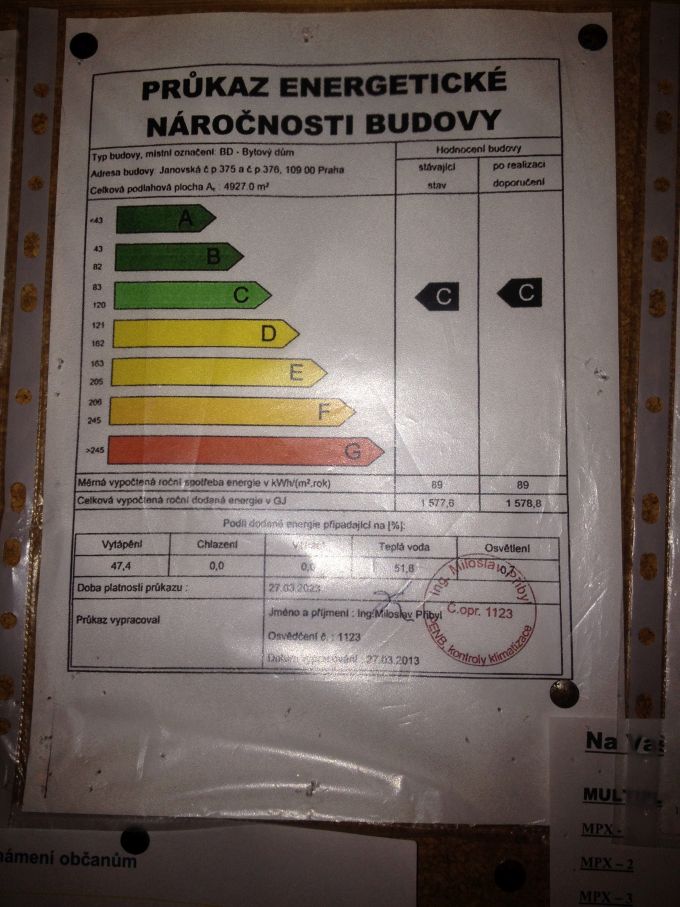 PRŮKAZ ENERGETICKÉ
NÁROČNOSTI BUDOVY
Typ budovy, místní označení: BD - Bytový dům
Adresa budovy: Janovská č.p 375 a č.p 376, 109 00 Praha
Celková podlahová plocha Ac : 4927.0 m²
Hodnocení budovy
stávající
stav
po realizaci
doporučení
<43
A
43
82
B
83
120
C
C
C
121
162
D
163
205
E
206
245
F
>245
G
Měrná vypočtená roční spotřeba energie v kWh/(m².rok)
89
89
Celková vypočtená roční dodaná energie v GJ
1 577,6
1 578,8
Podíl dodané energie připadající na [%]:
Vytápění
Chlazení
Teplá voda
Osvětlení
47,4
0,0
0,0
51,8
0,7
Doba platnosti průkazu :
27.03.2023
Průkaz vypracoval
Jméno a příjmení : Ing.Miloslav Přibyl
Osvědčení č. : 1123
Datum vypracování : 27.03.2013
Ing. Miloslav Přibyl
Č.opr. 1123
PENB, kontroly klimatizace
námení občanům
Na Vaš
MULTIPL
MPX -
MPX – 2
MPX – 3